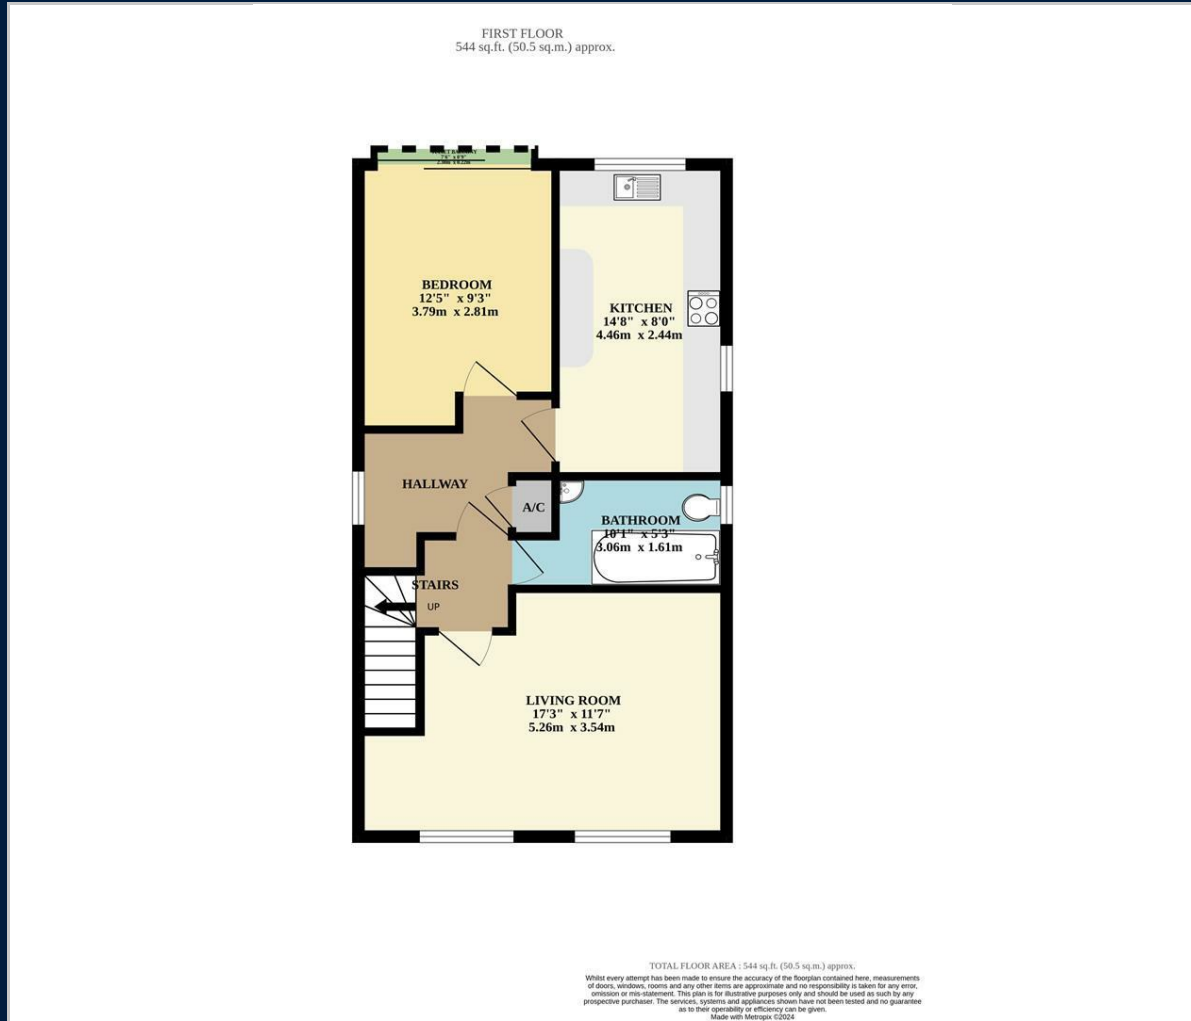 FIRST FLOOR
544 sq.ft. (50.5 sq.m.) approx.
BEDROOM
12'5" x 9'3"
3.79m x 2.81m
KITCHEN
14'8" x 8'0"
4.46m x 2.44m
HALLWAY
A/C
BATHROOM
10'1" x 5'3"
3.06m x 1.61m
STAIRS
UP
LIVING ROOM
17'3" x 11'7"
5.26m x 3.54m
TOTAL FLOOR AREA : 544 sq.ft. (50.5 sq.m.) approx.
Whilst every attempt has been made to ensure the accuracy of the floorplan contained here, measurements
of doors, windows, rooms and any other items are approximate and no responsibility is taken for any error,
omission or mis-statement. This plan is for illustrative purposes only and should be used as such by any
prospective purchaser. The services, systems and appliances shown have not been tested and no guarantee
as to their operability or efficiency can be given.
Made with Metropix ©2024